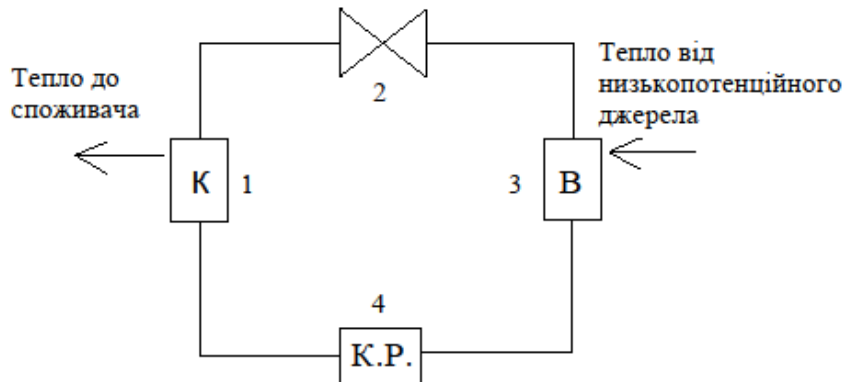 Тепло до
споживача
2
Тепло від
низькопотенційного
джерела
К
1
3
В
4
К.Р.